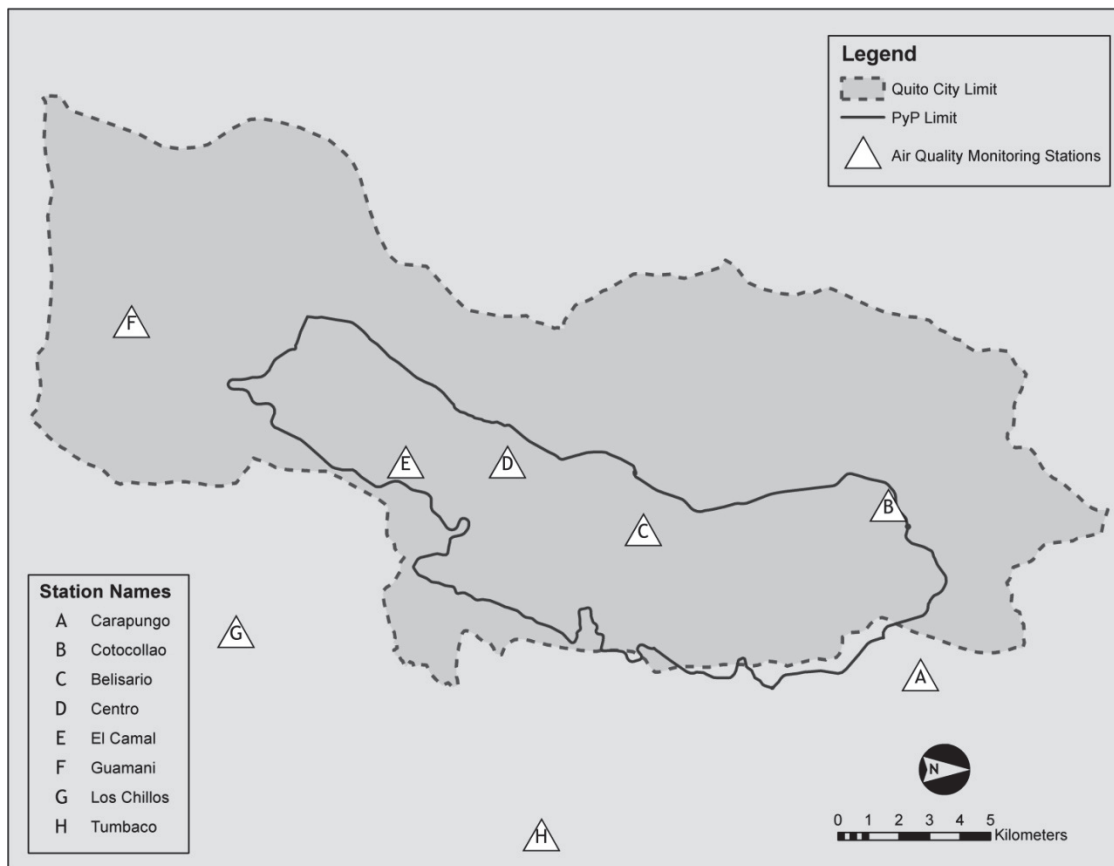 Legend
Quito City Limit
PyP Limit
Air Quality Monitoring Stations
F
E
D
B
C
G
A
H
Station Names
A Carapungo
B Cotocollao
C Belisario
D Centro
E El Camal
F Guamani
G Los Chillos
H Tumbaco
N
0 1 2 3 4 5
Kilometers